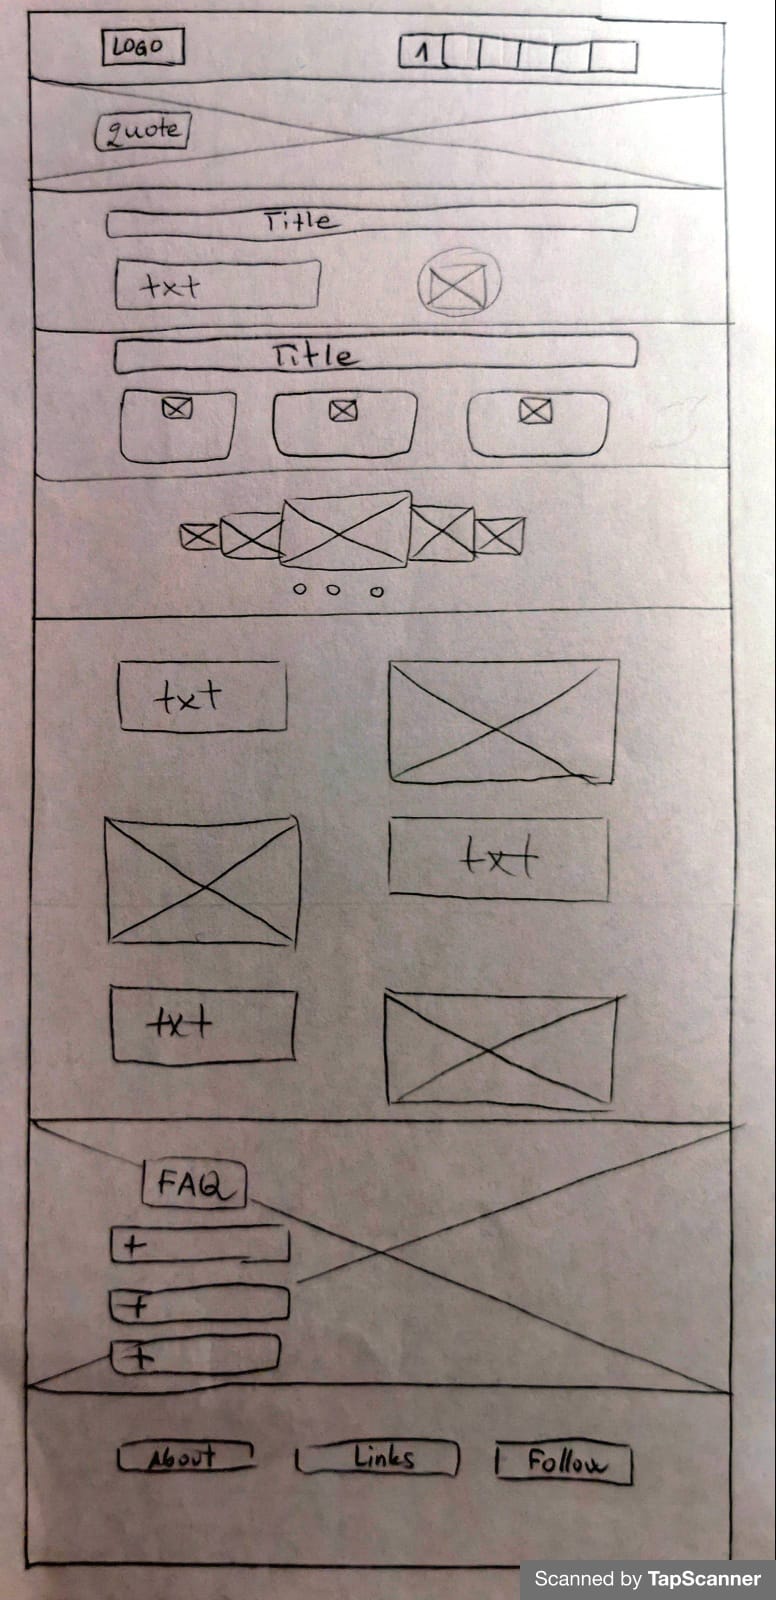 LOGO
1
quote
Title
txt
Title
txt
txt
txt
FAQ
+
+
+
About Links Follow
Scanned by TapScanner